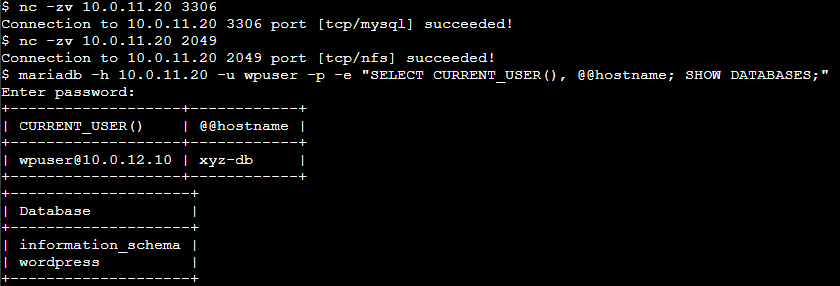 $ nc -zv 10.0.11.20 3306
Connection to 10.0.11.20 3306 port [tcp/mysql] succeeded!
$ nc -zv 10.0.11.20 2049
Connection to 10.0.11.20 2049 port [tcp/nfs] succeeded!
$ mariadb -h 10.0.11.20 -u wpuser -p -e "SELECT CURRENT_USER(), @@hostname; SHOW DATABASES;"
Enter password:
+-------------------+------------+
| CURRENT_USER()    | @@hostname |
+-------------------+------------+
| wpuser@10.0.12.10 | xyz-db     |
+-------------------+------------+
+--------------------+
| Database           |
+--------------------+
| information_schema |
| wordpress          |
+--------------------+